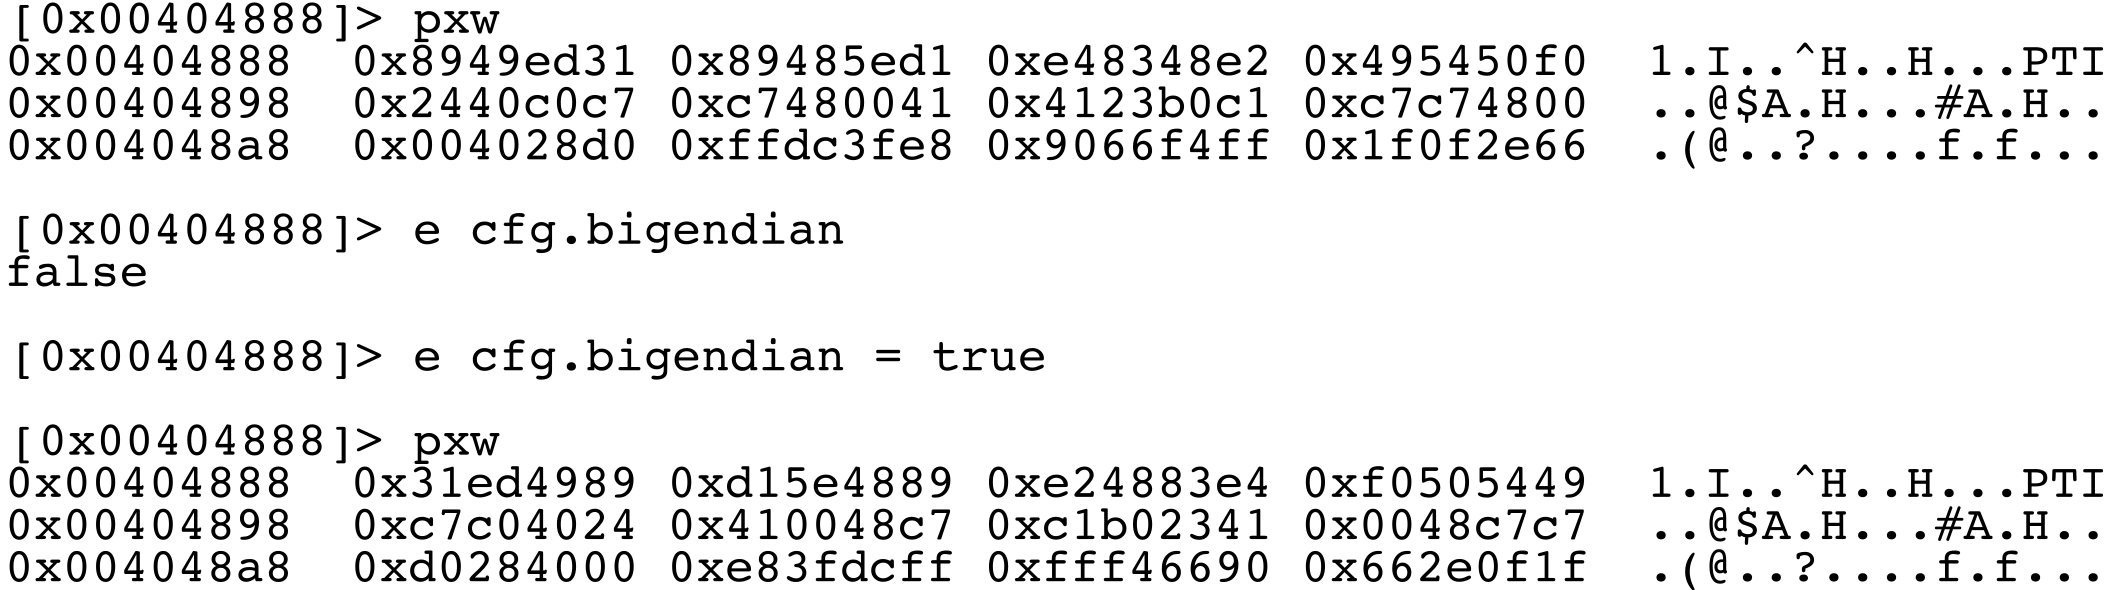 [0x00404888]> pxw
0x00404888  0x8949ed31 0x89485ed1 0xe48348e2 0x495450f0  1.I..^H..H...PTI
0x00404898  0x2440c0c7 0xc7480041 0x4123b0c1 0xc7c74800  ..@$A.H...#A.H..
0x004048a8  0x004028d0 0xffdc3fe8 0x9066f4ff 0x1f0f2e66  .(@..?....f.f...
[0x00404888]> e cfg.bigendian
false
[0x00404888]> e cfg.bigendian = true
[0x00404888]> pxw
0x00404888  0x31ed4989 0xd15e4889 0xe24883e4 0xf0505449  1.I..^H..H...PTI
0x00404898  0xc7c04024 0x410048c7 0xc1b02341 0x0048c7c7  ..@$A.H...#A.H..
0x004048a8  0xd0284000 0xe83fdcff 0xfff46690 0x662e0f1f  .(@..?....f.f...